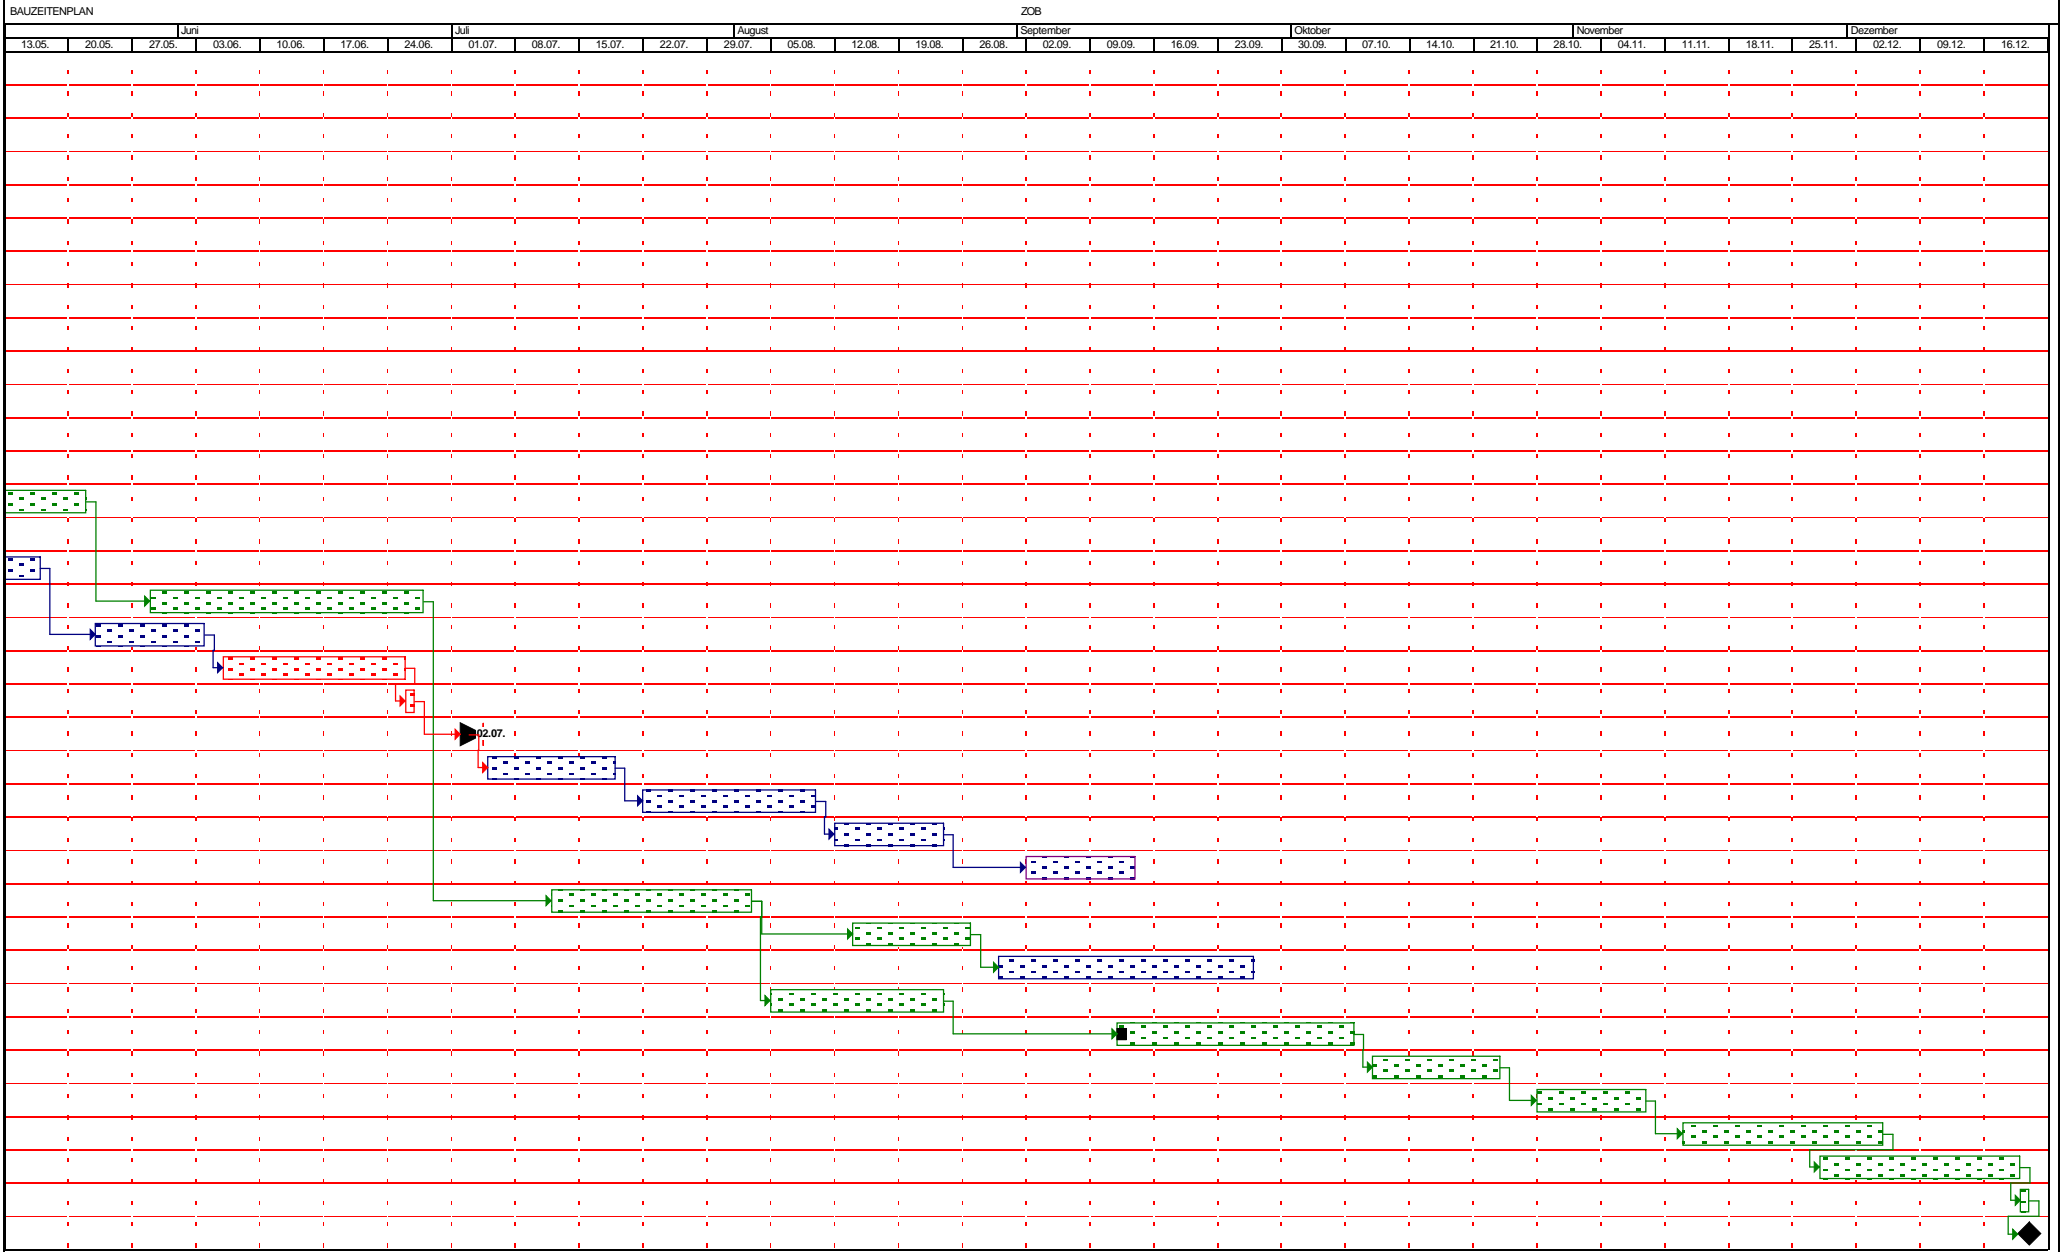 BAUZEITENPLAN ZOB
Juni Juli August September Oktober November Dezember
13.05. 20.05. 27.05. 03.06. 10.06. 17.06. 24.06. 01.07. 08.07. 15.07. 22.07. 29.07. 05.08. 12.08. 19.08. 26.08. 02.09. 09.09. 16.09. 23.09. 30.09. 07.10. 14.10. 21.10. 28.10. 04.11. 11.11. 18.11. 25.11. 02.12. 09.12. 16.12.
02.07.